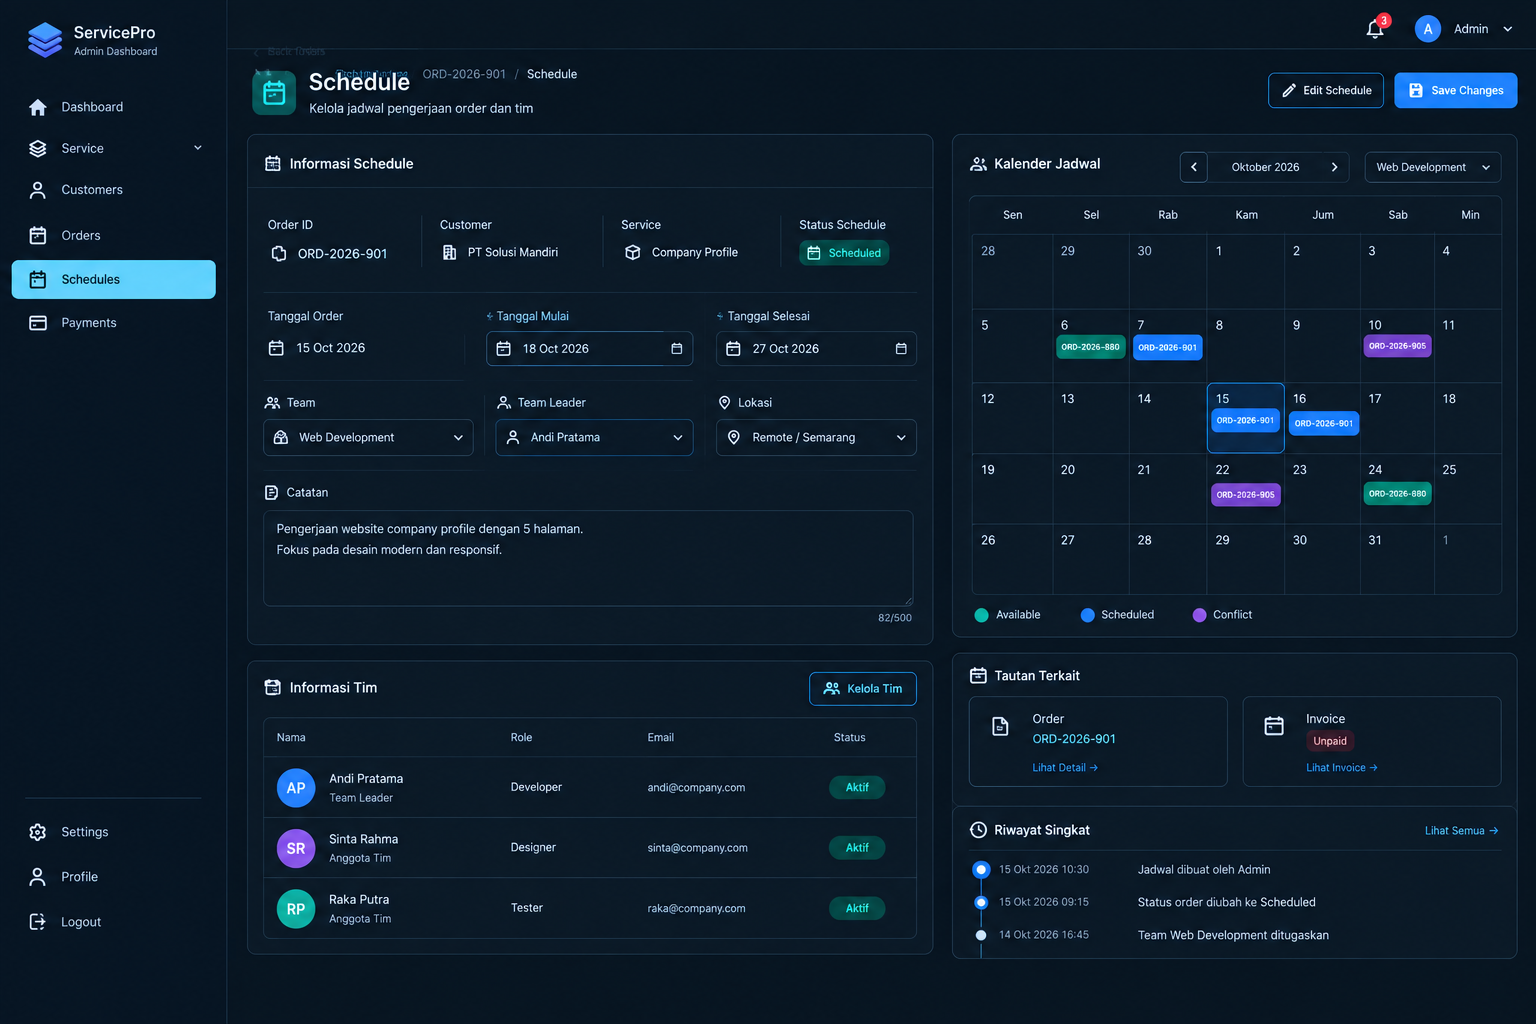 ServicePro
Admin Dashboard
Dashboard
Service
Customers
Orders
Schedules
Payments
Settings
Profile
Logout
3
A
Admin
ORD-2026-901 / Schedule
Schedule
Kelola jadwal pengerjaan order dan tim
Edit Schedule
Save Changes
Informasi Schedule
Order ID
ORD-2026-901
Customer
PT Solusi Mandiri
Service
Company Profile
Status Schedule
Scheduled
Tanggal Order
15 Oct 2026
Tanggal Mulai
18 Oct 2026
Tanggal Selesai
27 Oct 2026
Team
Web Development
Team Leader
Andi Pratama
Lokasi
Remote / Semarang
Catatan
Pengerjaan website company profile dengan 5 halaman.
Fokus pada desain modern dan responsif.
82/500
Informasi Tim
Kelola Tim
Nama Role Email Status
AP
Andi Pratama
Team Leader
Developer
andi@company.com
Aktif
SR
Sinta Rahma
Anggota Tim
Designer
sinta@company.com
Aktif
RP
Raka Putra
Anggota Tim
Tester
raka@company.com
Aktif
Kalender Jadwal
Oktober 2026
Web Development
Sen Sel Rab Kam Jum Sab Min
28 29 30 1 2 3 4
5 6 7 8 9 10 11
ORD-2026-880 ORD-2026-901 ORD-2026-905
12 13 14 15 16 17 18
ORD-2026-901 ORD-2026-901
19 20 21 22 23 24 25
ORD-2026-905 ORD-2026-880
26 27 28 29 30 31 1
Available
Scheduled
Conflict
Tautan Terkait
Order
ORD-2026-901
Lihat Detail →
Invoice
Unpaid
Lihat Invoice →
Riwayat Singkat
Lihat Semua →
15 Okt 2026 10:30 Jadwal dibuat oleh Admin
15 Okt 2026 09:15 Status order diubah ke Scheduled
14 Okt 2026 16:45 Team Web Development ditugaskan